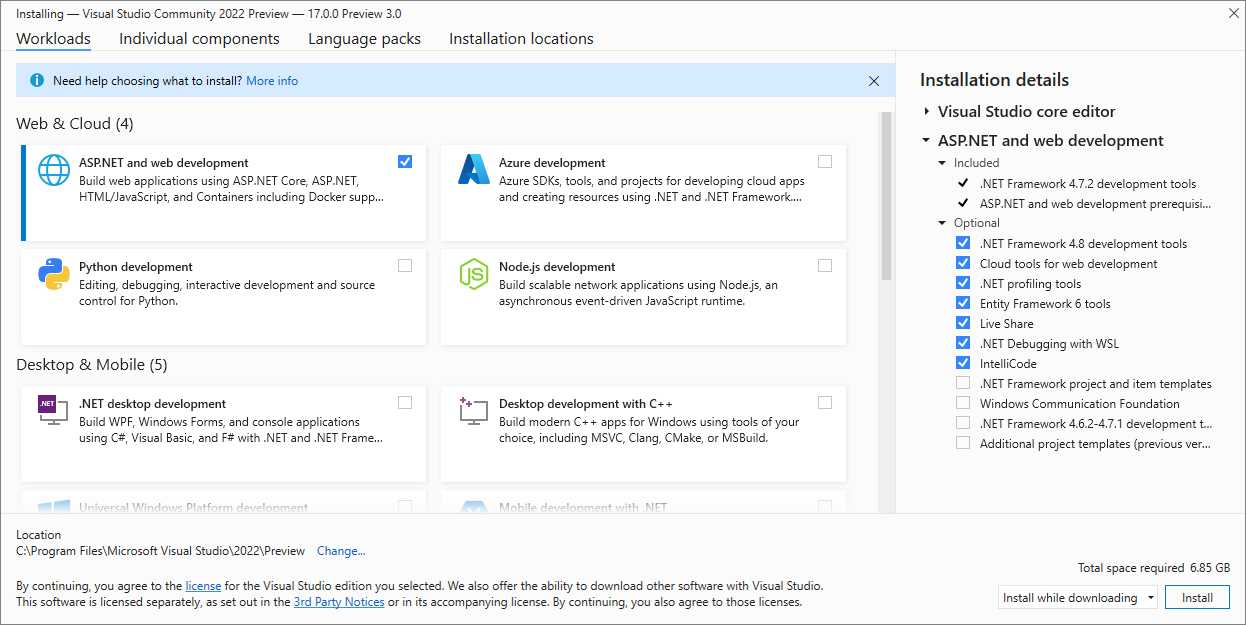 Installing — Visual Studio Community 2022 Preview — 17.0.0 Preview 3.0
Workloads Individual components Language packs Installation locations
Need help choosing what to install? More info
Web & Cloud (4)
ASP.NET and web development
Build web applications using ASP.NET Core, ASP.NET,
HTML/JavaScript, and Containers including Docker supp...
Azure development
Azure SDKs, tools, and projects for developing cloud apps
and creating resources using .NET and .NET Framework....
Python development
Editing, debugging, interactive development and source
control for Python.
JS
Node.js development
Build scalable network applications using Node.js, an
asynchronous event-driven JavaScript runtime.
Desktop & Mobile (5)
.NET
.NET desktop development
Build WPF, Windows Forms, and console applications
using C#, Visual Basic, and F# with .NET and .NET Frame...
Desktop development with C++
Build modern C++ apps for Windows using tools of your
choice, including MSVC, Clang, CMake, or MSBuild.
Universal Windows Platform development
Mobile development with .NET
Installation details
Visual Studio core editor
ASP.NET and web development
Included
.NET Framework 4.7.2 development tools
ASP.NET and web development prerequisi...
Optional
.NET Framework 4.8 development tools
Cloud tools for web development
.NET profiling tools
Entity Framework 6 tools
Live Share
.NET Debugging with WSL
IntelliCode
.NET Framework project and item templates
Windows Communication Foundation
.NET Framework 4.6.2-4.7.1 development t...
Additional project templates (previous ver...
Location
C:\Program Files\Microsoft Visual Studio\2022\Preview Change...
By continuing, you agree to the license for the Visual Studio edition you selected. We also offer the ability to download other software with Visual Studio.
This software is licensed separately, as set out in the 3rd Party Notices or in its accompanying license. By continuing, you also agree to those licenses.
Total space required 6.85 GB
Install while downloading
Install